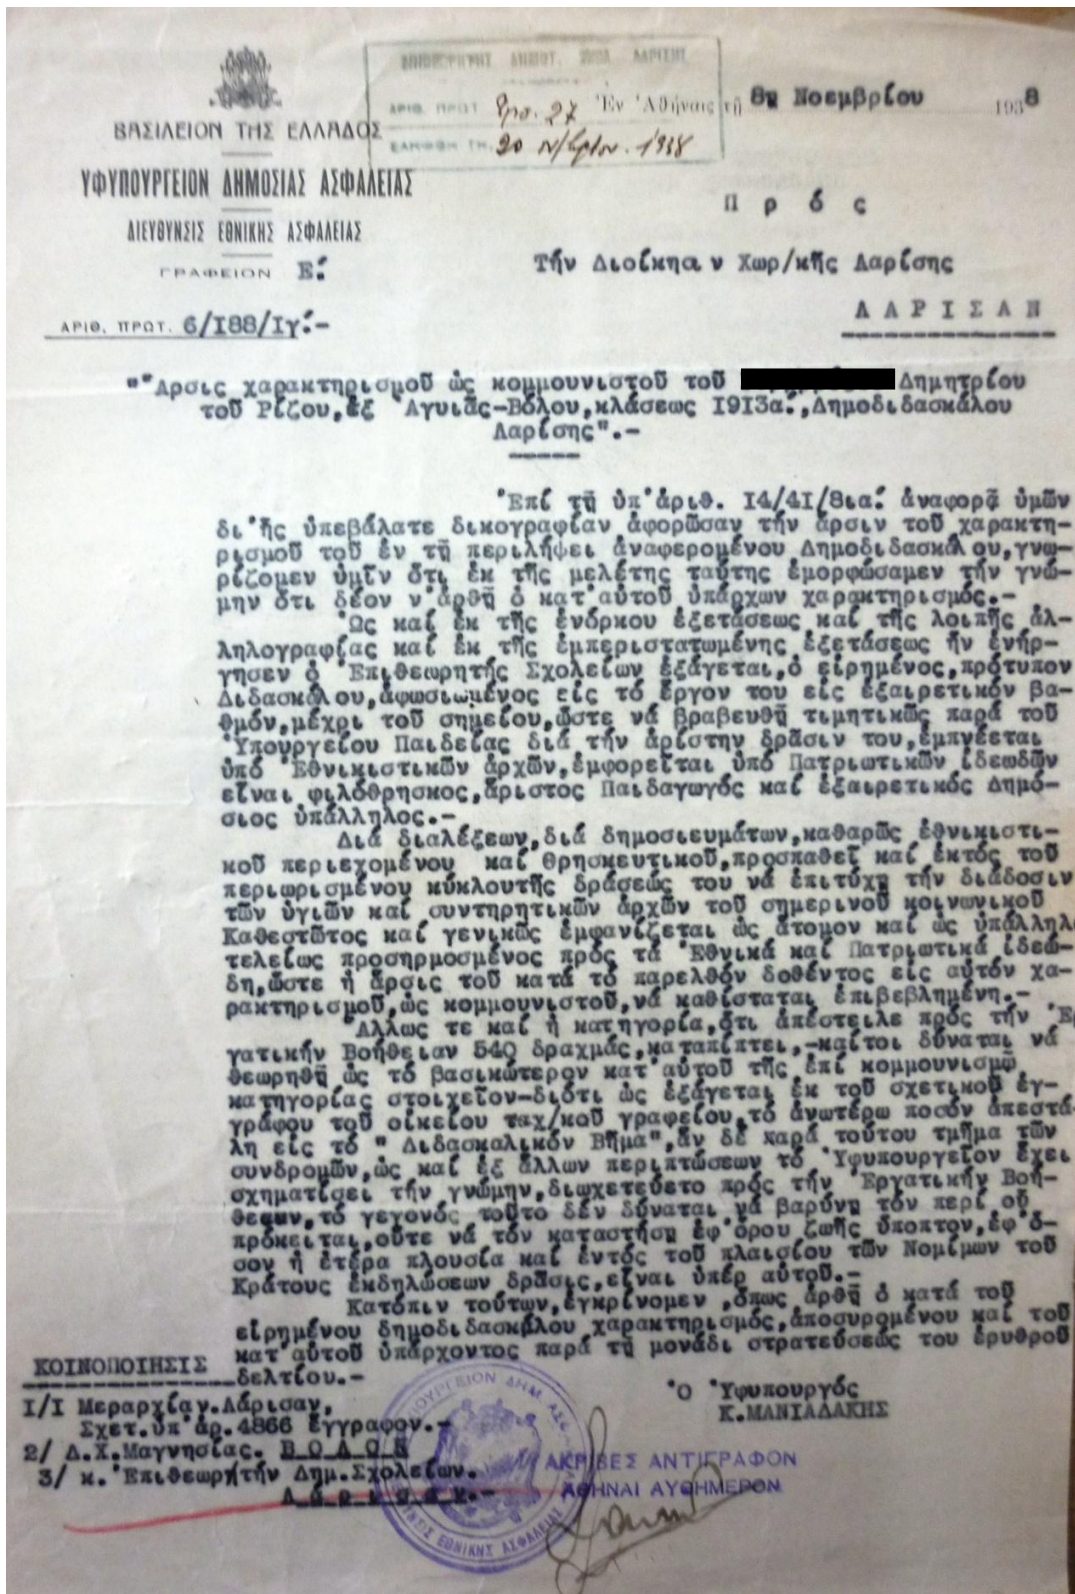 ΒΑΣΙΛΕΙΟΝ ΤΗΣ ΕΛΛΑΔΟΣ
ΥΦΥΠΟΥΡΓΕΙΟΝ ΔΗΜΟΣΙΑΣ ΑΣΦΑΛΕΙΑΣ
ΔΙΕΥΘΥΝΣΙΣ ΕΘΝΙΚΗΣ ΑΣΦΑΛΕΙΑΣ
ΓΡΑΦΕΙΟΝ Ε΄.
ΑΡΙΘ. ΠΡΩΤ. 6/Ι88/Ιγ΄.-
ΑΡΙΘ. ΠΡΩΤ. 27
ΕΛΗΦΘΗ ΤΗ 20 1938
Ἐν Ἀθήναις τῇ 8η Νοεμβρίου 1938
Π ρ ό ς
Τήν Διοίκησι ν Χωρ/κῆς Λαρίσης
Λ Α Ρ Ι Σ Α Ν
"Ἄρσις χαρακτηρισμοῦ ὡς κομμουνιστοῦ τοῦ Δημητρίου
τοῦ Ρίζου,ἐξ Ἀγυιᾶς-Βόλου,κλάσεως Ι9Ι3α΄.,Δημοδιδασκάλου
Λαρίσης".-
Ἐπί τῇ ὑπ'ἀριθ. Ι4/4Ι/8ια΄. ἀναφορᾷ ὑμῶν
δι'ἧς ὑπεβάλατε δικογραφίαν ἀφορῶσαν τήν ἄρσιν τοῦ χαρακτη-
ρισμοῦ τοῦ ἐν τῇ περιλήψει ἀναφερομένου Δημοδιδασκάλου,γνω-
ρίζομεν ὑμῖν ὅτι ἐκ τῆς μελέτης ταύτης ἐμορφώσαμεν τήν γνώ-
μην ὅτι δέον ν'ἀρθῇ ὁ κατ'αὐτοῦ ὑπάρχων χαρακτηρισμός.-
Ὡς καί ἐκ τῆς ἐνόρκου ἐξετάσεως καί τῆς λοιπῆς ἀλ-
ληλογραφίας καί ἐκ τῆς ἐμπεριστατωμένης ἐξετάσεως ἥν ἐνήρ-
γησεν ὁ Ἐπιθεωρητής Σχολείων ἐξάγεται,ὁ εἰρημένος,πρότυπον
Διδασκάλου,ἀφωσιωμένος εἰς τό ἔργον του εἰς ἐξαιρετικόν βα-
θμόν,μέχρι τοῦ σημείου,ὥστε νά βραβευθῇ τιμητικῶς παρά τοῦ
Ὑπουργείου Παιδείας διά τήν ἀρίστην δρᾶσιν του,ἐμπνέεται
ὑπό Ἐθνικιστικῶν ἀρχῶν,ἐμφορεῖται ὑπό Πατριωτικῶν ἰδεωδῶν
εἶναι φιλόθρησκος,ἄριστος Παιδαγωγός καί ἐξαιρετικός Δημό-
σιος ὑπάλληλος.-
Διά διαλέξεων,διά δημοσιευμάτων,καθαρῶς ἐθνικιστι-
κοῦ περιεχομένου καί θρησκευτικοῦ,προσπαθεῖ καί ἐκτός τοῦ
περιωρισμένου κύκλουτῆς δράσεώς του νά ἐπιτύχῃ τήν διάδοσιν
τῶν ὑγιῶν καί συντηρητικῶν ἀρχῶν τοῦ σημερινοῦ κοινωνικοῦ
Καθεστῶτος καί γενικῶς ἐμφανίζεται ὡς ἄτομον καί ὡς ὑπάλληλο
τελείως προσηρμοσμένος πρός τά Ἐθνικά καί Πατριωτικά ἰδεώ-
δη,ὥστε ἡ ἄρσις τοῦ κατά τό παρελθόν δοθέντος εἰς αὐτόν χα-
ρακτηρισμοῦ,ὡς κομμουνιστοῦ,νά καθίσταται ἐπιβεβλημένη.-
Ἄλλως τε καί ἡ κατηγορία,ὅτι ἀπέστειλε πρός τήν Ἐρ
γατικήν Βοήθειαν 540 δραχμάς,καταπίπτει,-καίτοι δύναται νά
θεωρηθῇ ὡς τό βασικώτερον κατ'αὐτοῦ τῆς ἐπί κομμουνισμῷ
κατηγορίας στοιχεῖον-διότι ὡς ἐξάγεται ἐκ τοῦ σχετικοῦ ἐγ-
γράφου τοῦ οἰκείου ταχ/κοῦ γραφείου,τό ἀνωτέρω ποσόν ἀπεστά-
λη εἰς τό " Διδασκαλικόν Βῆμα",ἄν δέ παρά τούτου τμῆμα τῶν
συνδρομῶν,ὡς καί ἐξ ἄλλων περιπτώσεων τό Ὑφυπουργεῖον ἔχει
σχηματίσει τήν γνώμην,διωχετεύετο πρός τήν Ἐργατικήν Βοή-
θειαν,τό γεγονός τοῦτο δέν δύναται νά βαρύνῃ τόν περί οὗ
πρόκειται,οὔτε νά τόν καταστήσῃ ἐφ'ὅρου ζωῆς ὕποπτον,ἐφ'ὅ-
σον ἡ ἑτέρα πλουσία καί ἐντός τοῦ πλαισίου τῶν Νομίμων τοῦ
Κράτους ἐκδηλώσεων δρᾶσις,εἶναι ὑπέρ αὐτοῦ.-
Κατόπιν τούτων,ἐγκρίνομεν ,ὅπως ἀρθῇ ὁ κατά τοῦ
εἰρημένου δημοδιδασκάλου χαρακτηρισμός,ἀποσυρομένου καί τοῦ
κατ'αὐτοῦ ὑπάρχοντος παρά τῇ μονάδι στρατεύσεώς του ἐρυθροῦ
δελτίου.-
ΚΟΙΝΟΠΟΙΗΣΙΣ
Ι/Ι Μεραρχίαν.Λάρισαν,
Σχετ.ὑπ'ἀρ.4866 ἔγγραφον.-
2/ Δ.Χ.Μαγνησίας. Β Ο Λ Ο Ν
3/ κ.Ἐπιθεωρητήν Δημ.Σχολείων.
Λ ά ρ ι σ α ν.-
Ὁ Ὑφυπουργός
Κ.ΜΑΝΙΑΔΑΚΗΣ
ΑΚΡΙΒΕΣ ΑΝΤΙΓΡΑΦΟΝ
ΑΘΗΝΑΙ ΑΥΘΗΜΕΡΟΝ